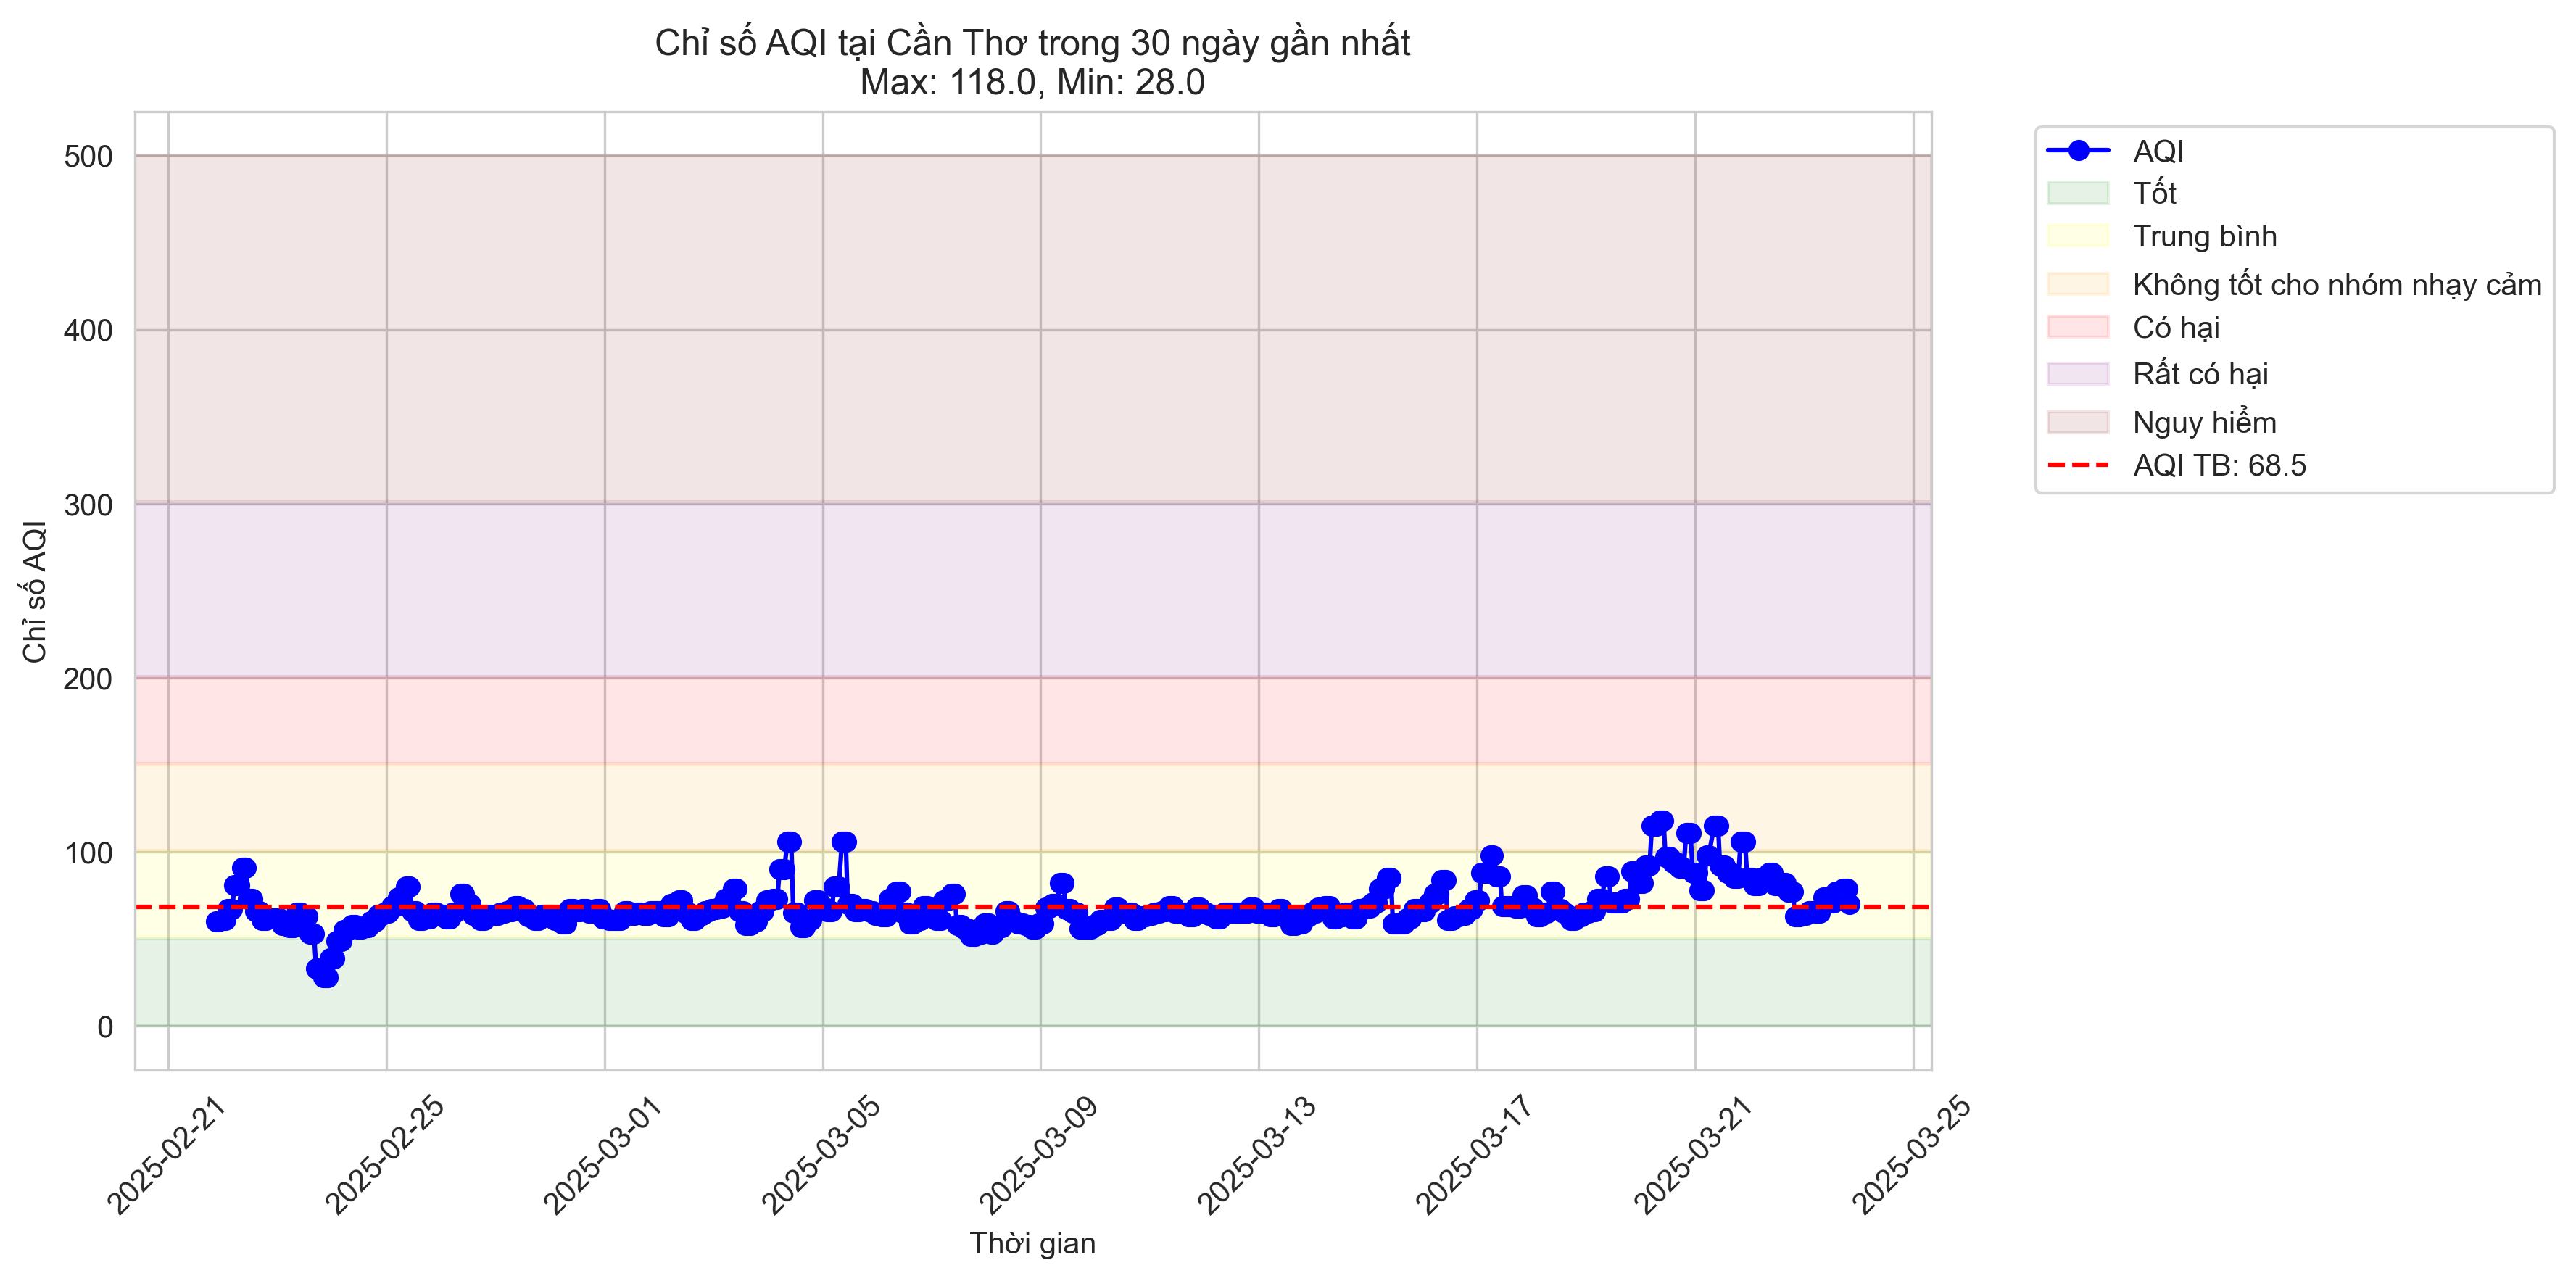 Chỉ số AQI tại Cần Thơ trong 30 ngày gần nhất
Max: 118.0, Min: 28.0
Chỉ số AQI
500
400
300
200
100
0
2025-02-21
2025-02-25
2025-03-01
2025-03-05
2025-03-09
2025-03-13
2025-03-17
2025-03-21
2025-03-25
Thời gian
AQI
Tốt
Trung bình
Không tốt cho nhóm nhạy cảm
Có hại
Rất có hại
Nguy hiểm
AQI TB: 68.5